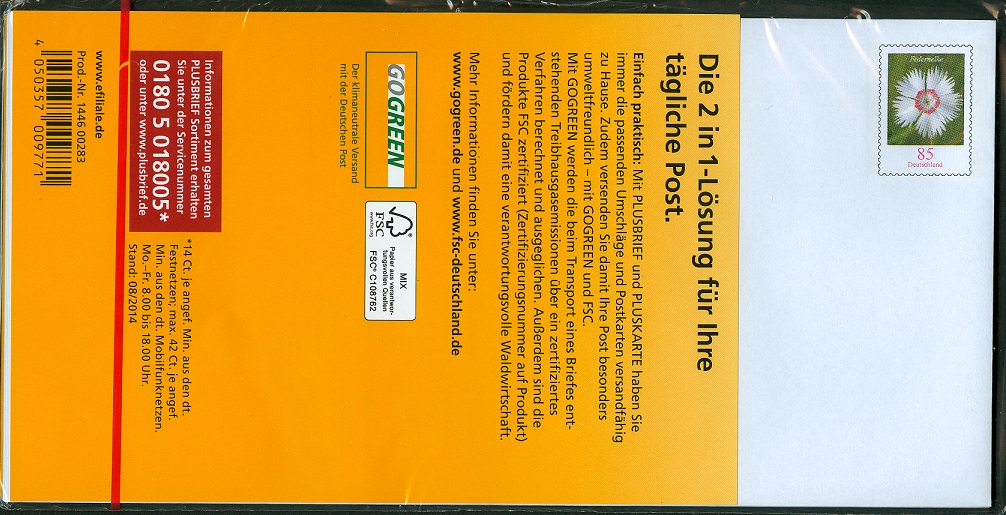 Federnelke
85
Deutschland
Die 2 in 1-Lösung für Ihre
tägliche Post.
Einfach praktisch: Mit PLUSBRIEF und PLUSKARTE haben Sie
immer die passenden Umschläge und Postkarten versandfähig
zu Hause. Zudem versenden Sie damit Ihre Post besonders
umweltfreundlich – mit GOGREEN und FSC.
Mit GOGREEN werden die beim Transport eines Briefes ent-
stehenden Treibhausgasemissionen über ein zertifiziertes
Verfahren berechnet und ausgeglichen. Außerdem sind die
Produkte FSC zertifiziert (Zertifizierungsnummer auf Produkt)
und fördern damit eine verantwortungsvolle Waldwirtschaft.
Mehr Informationen finden Sie unter:
www.gogreen.de und www.fsc-deutschland.de
GOGREEN
Der klimaneutrale Versand
mit der Deutschen Post
®
FSC
www.fsc.org
MIX
Papier aus verantwor-
tungsvollen Quellen
FSC® C108762
Informationen zum gesamten
PLUSBRIEF Sortiment erhalten
Sie unter der Servicenummer
0180 5 018005*
oder unter www.plusbrief.de
*14 Ct. je angef. Min. aus den dt.
Festnetzen; max. 42 Ct. je angef.
Min. aus den dt. Mobilfunknetzen.
Mo.–Fr. 8.00 bis 18.00 Uhr.
Stand: 08/2014
www.efiliale.de
Prod.-Nr. 1446 00283
4 050357 009771